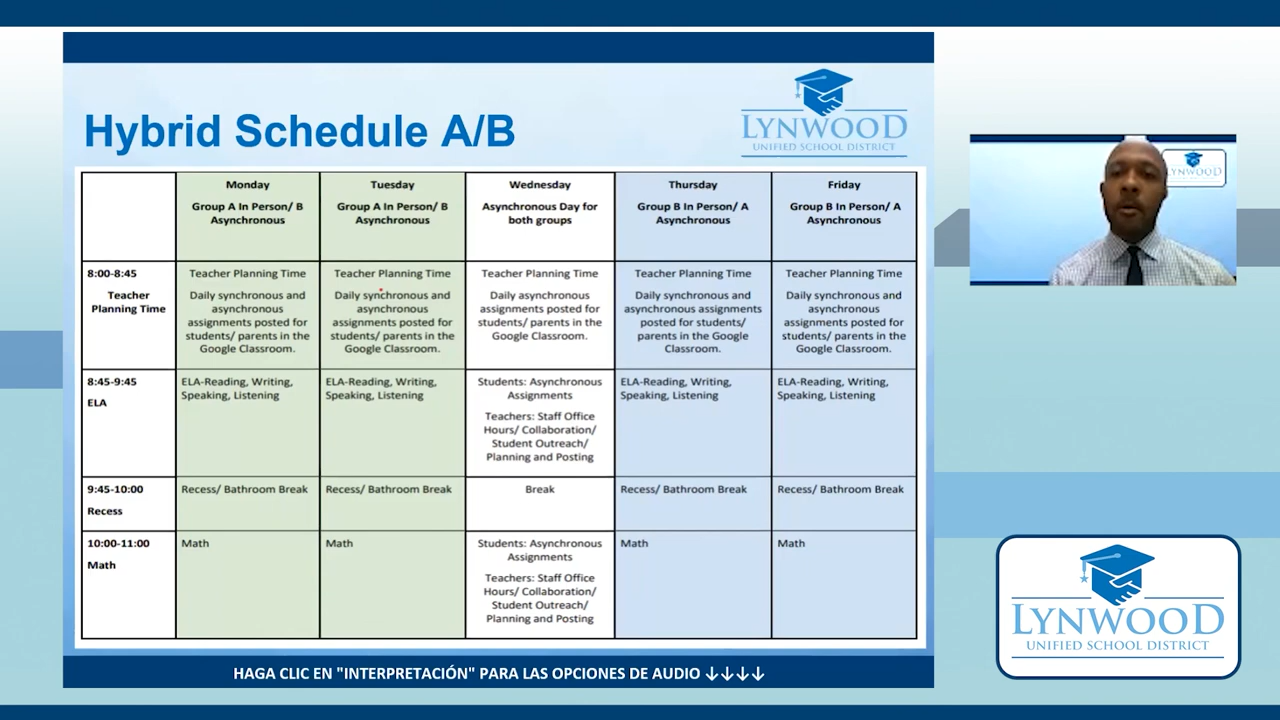 Hybrid Schedule A/B
LYNWOOD
UNIFIED SCHOOL DISTRICT
Monday
Group A In Person/ B
Asynchronous
Tuesday
Group A In Person/ B
Asynchronous
Wednesday
Asynchronous Day for
both groups
Thursday
Group B In Person/ A
Asynchronous
Friday
Group B In Person/ A
Asynchronous
8:00-8:45
Teacher
Planning Time
Teacher Planning Time
Daily synchronous and
asynchronous
assignments posted for
students/ parents in the
Google Classroom.
Teacher Planning Time
Daily synchronous and
asynchronous
assignments posted for
students/ parents in the
Google Classroom.
Teacher Planning Time
Daily asynchronous
assignments posted for
students/ parents in the
Google Classroom.
Teacher Planning Time
Daily synchronous and
asynchronous assignments
posted for students/
parents in the Google
Classroom.
Teacher Planning Time
Daily synchronous and
asynchronous
assignments posted for
students/ parents in the
Google Classroom.
8:45-9:45
ELA
ELA-Reading, Writing,
Speaking, Listening
ELA-Reading, Writing,
Speaking, Listening
Students: Asynchronous
Assignments
Teachers: Staff Office
Hours/ Collaboration/
Student Outreach/
Planning and Posting
ELA-Reading, Writing,
Speaking, Listening
ELA-Reading, Writing,
Speaking, Listening
9:45-10:00
Recess
Recess/ Bathroom Break
Recess/ Bathroom Break
Break
Recess/ Bathroom Break
Recess/ Bathroom Break
10:00-11:00
Math
Math
Math
Students: Asynchronous
Assignments
Teachers: Staff Office
Hours/ Collaboration/
Student Outreach/
Planning and Posting
Math
Math
HAGA CLIC EN "INTERPRETACIÓN" PARA LAS OPCIONES DE AUDIO ↓↓↓↓
LYNWOOD
LYNWOOD
UNIFIED SCHOOL DISTRICT